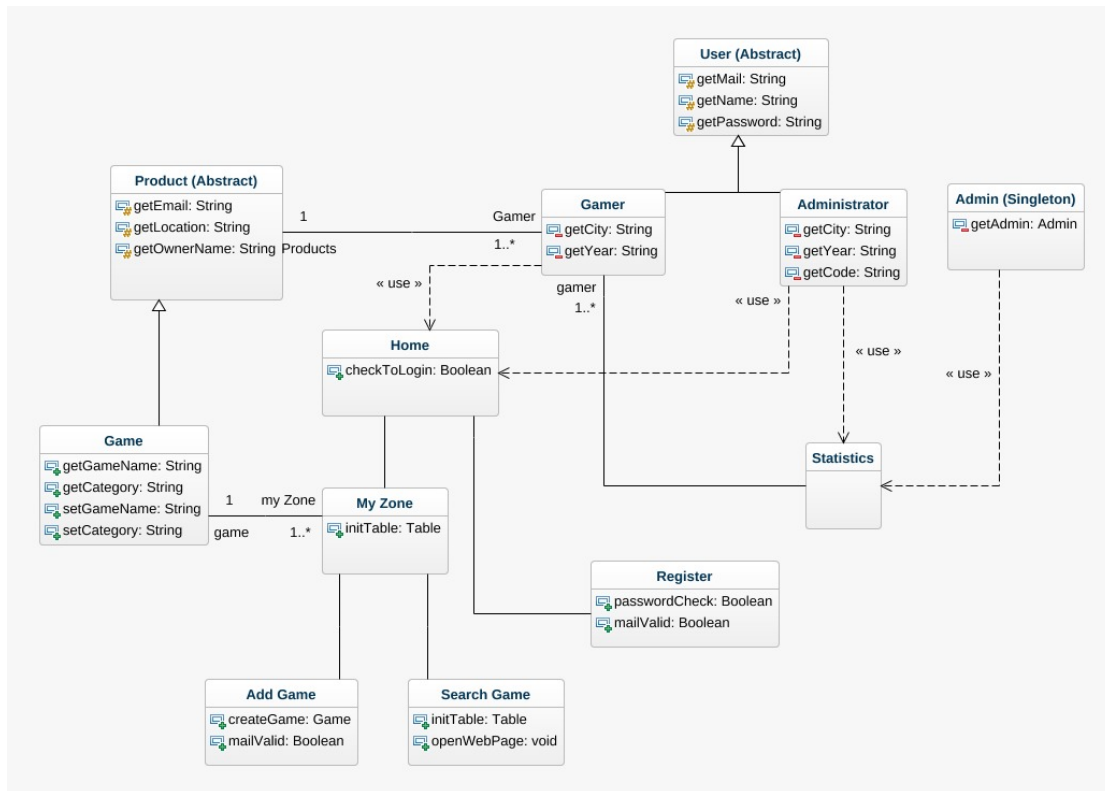 User (Abstract)
getMail: String
getName: String
getPassword: String
Product (Abstract)
getEmail: String
getLocation: String
getOwnerName: String
1
Products
Gamer
1..*
Gamer
getCity: String
getYear: String
Administrator
getCity: String
getYear: String
getCode: String
Admin (Singleton)
getAdmin: Admin
« use »
gamer
1..*
« use »
« use »
« use »
Home
checkToLogin: Boolean
Game
getGameName: String
getCategory: String
setGameName: String
setCategory: String
1
game
my Zone
1..*
My Zone
initTable: Table
Statistics
Register
passwordCheck: Boolean
mailValid: Boolean
Add Game
createGame: Game
mailValid: Boolean
Search Game
initTable: Table
openWebPage: void